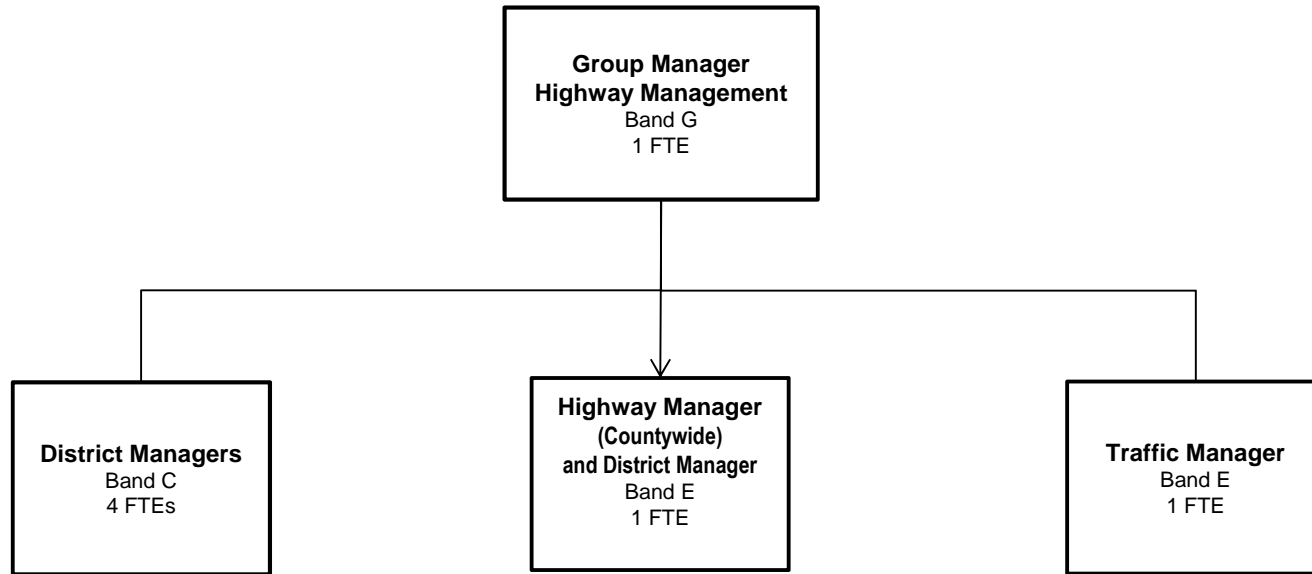 Group Manager
Highway Management
Band G
1 FTE
District Managers
Band C
4 FTEs
Highway Manager
(Countywide)
and District Manager
Band E
1 FTE
Traffic Manager
Band E
1 FTE